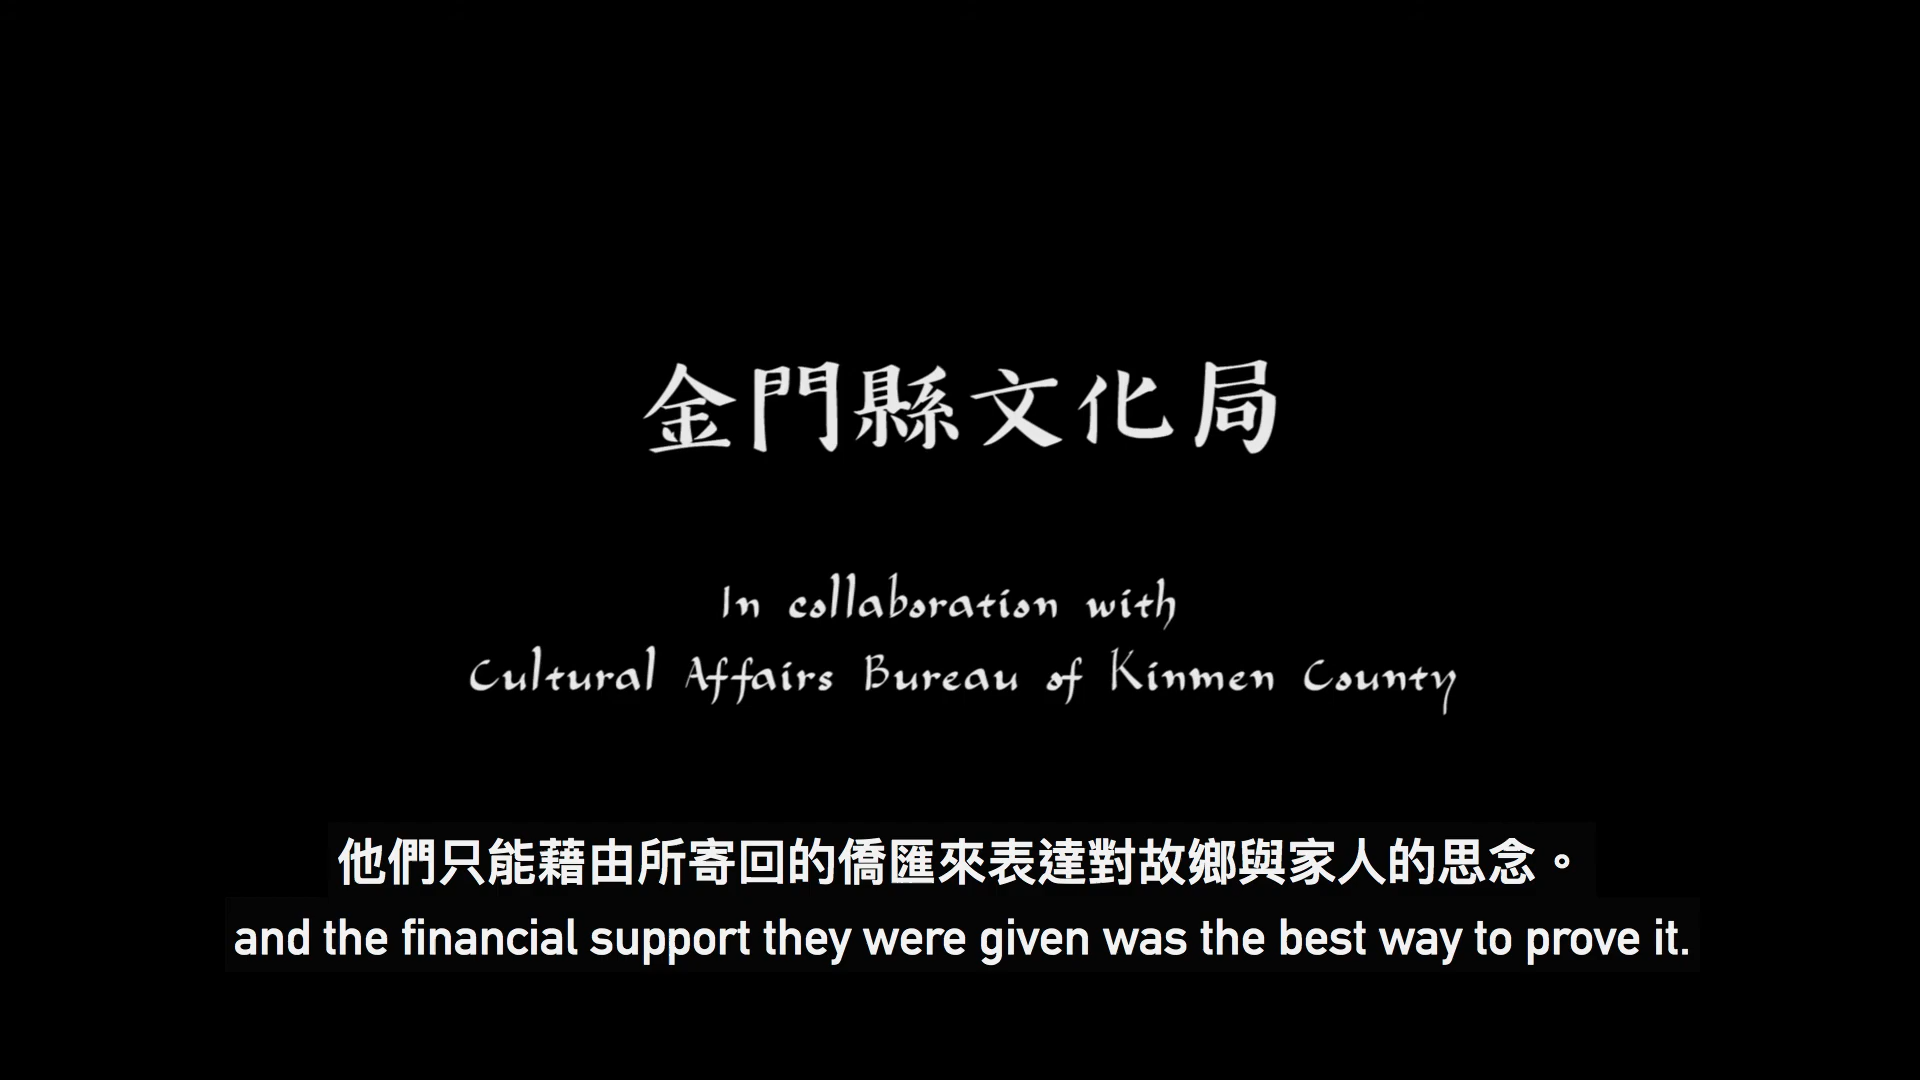 金門縣文化局
In collaboration with
Cultural Affairs Bureau of Kinmen County
他們只能藉由所寄回的僑匯來表達對故鄉與家人的思念。
and the financial support they were given was the best way to prove it.